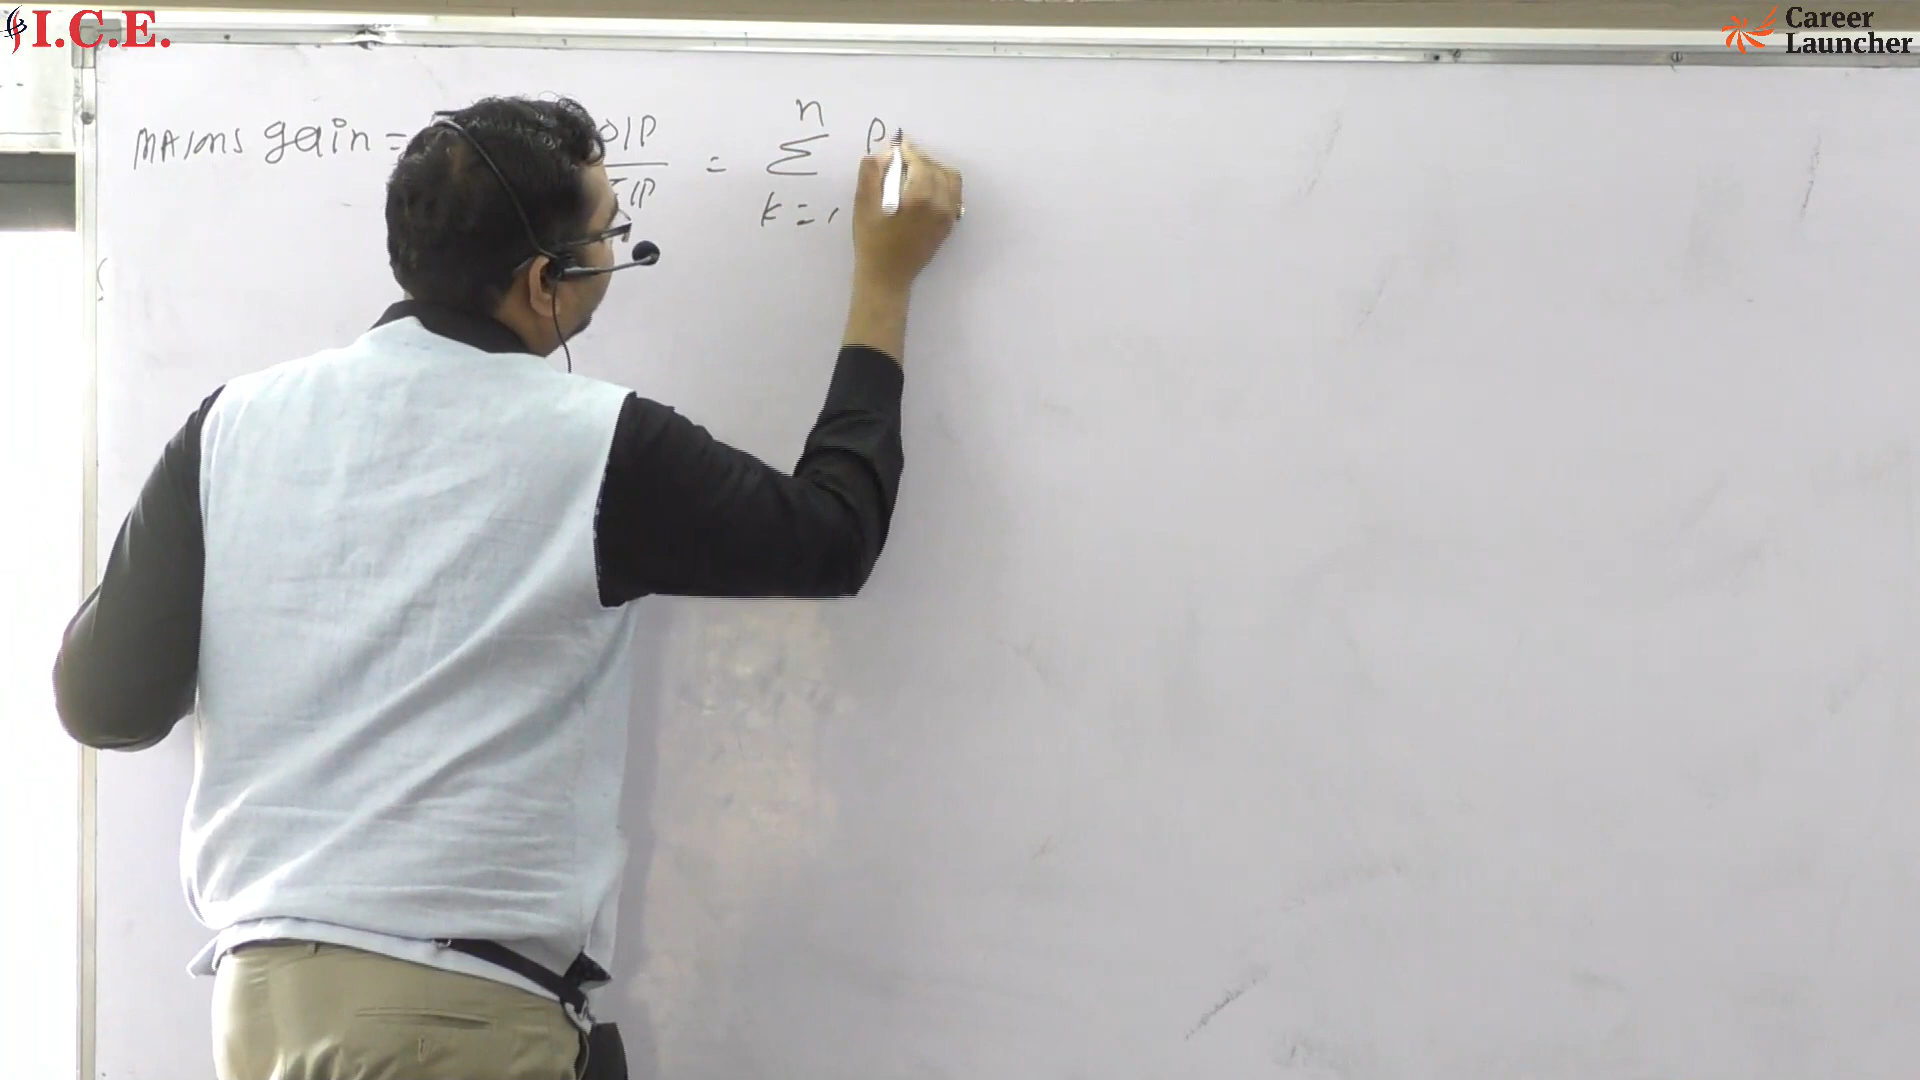 I.C.E.
Career
Launcher
MASONS gain = O/P / I/P = n Σ k=1 P